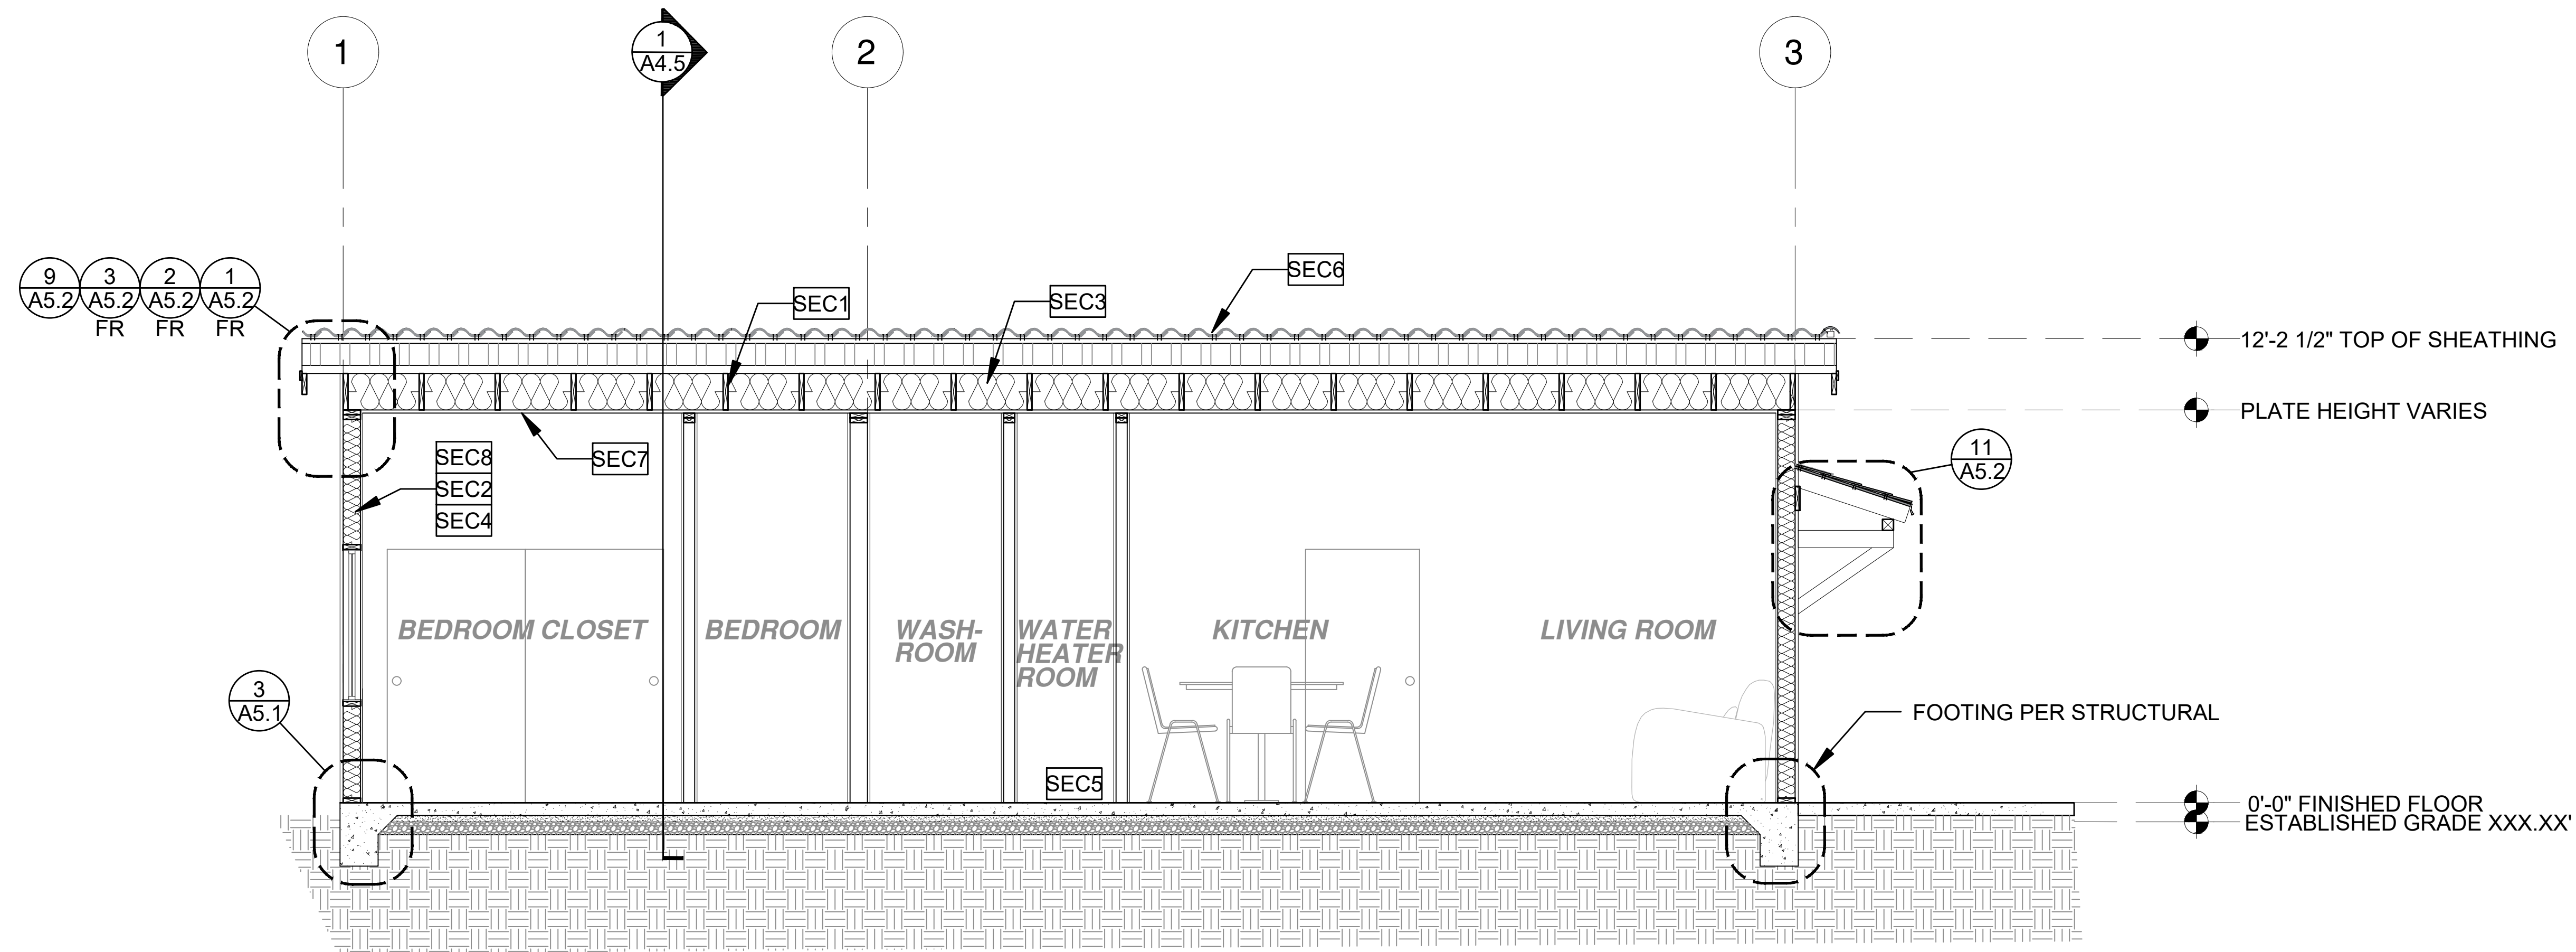 1
1
A4.5
2
3
9
A5.2
3
A5.2
FR
2
A5.2
FR
1
A5.2
FR
SEC1
SEC3
SEC6
12'-2 1/2" TOP OF SHEATHING
PLATE HEIGHT VARIES
SEC8
SEC2
SEC4
SEC7
11
A5.2
BEDROOM CLOSET
BEDROOM
WASH-
ROOM
WATER
HEATER
ROOM
KITCHEN
LIVING ROOM
3
A5.1
FOOTING PER STRUCTURAL
SEC5
0'-0" FINISHED FLOOR
ESTABLISHED GRADE XXX.XX'